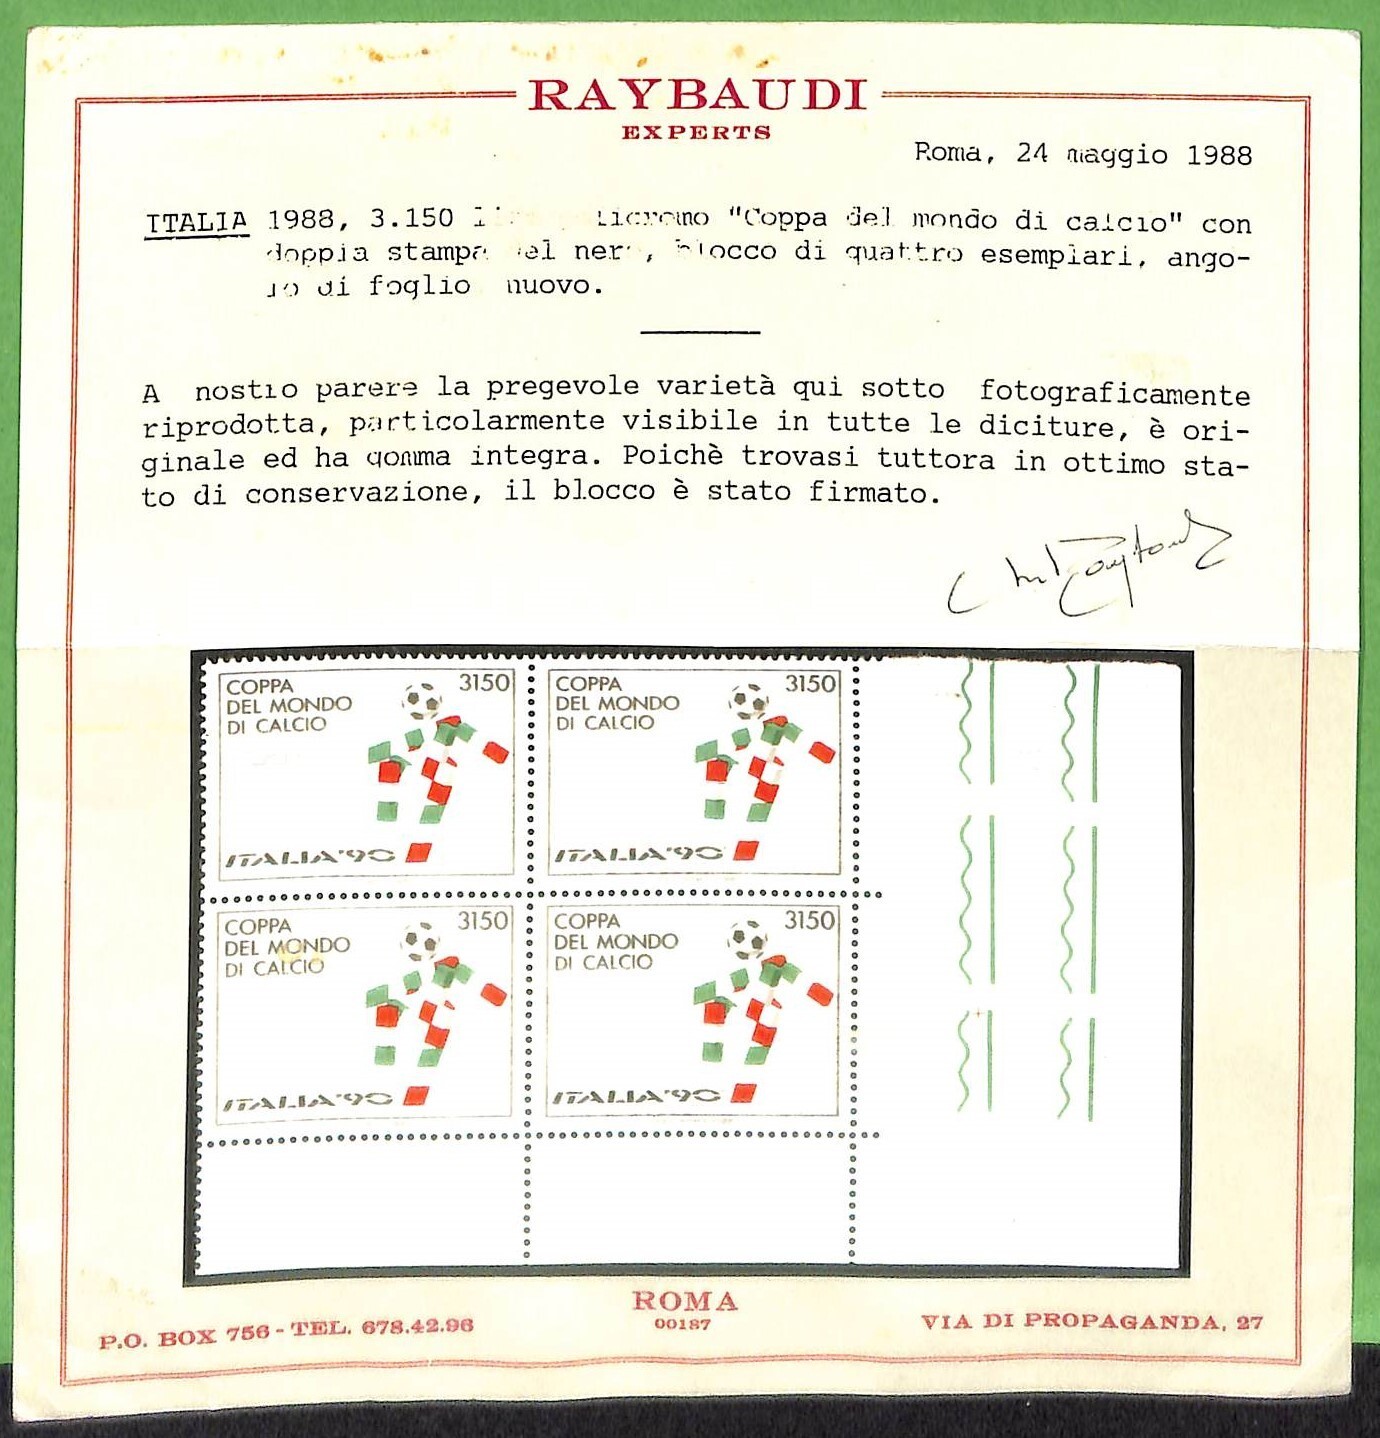 RAYBAUDI
EXPERTS
Roma, 24 maggio 1988
ITALIA 1988, 3.150 "Coppa del mondo di calcio" con
doppia stampa del nero, blocco di quattro esemplari, ango-
lo di foglio nuovo.
A nostro parere la pregevole varietà qui sotto fotograficamente
riprodotta, particolarmente visibile in tutte le diciture, è ori-
ginale ed ha gomma integra. Poichè trovasi tuttora in ottimo sta-
to di conservazione, il blocco è stato firmato.
COPPA
DEL MONDO
DI CALCIO
3150
ITALIA'90
COPPA
DEL MONDO
DI CALCIO
3150
ITALIA'90
COPPA
DEL MONDO
DI CALCIO
3150
ITALIA'90
COPPA
DEL MONDO
DI CALCIO
3150
ITALIA'90
P.O. BOX 756 - TEL. 678.42.96
ROMA
00187
VIA DI PROPAGANDA, 27